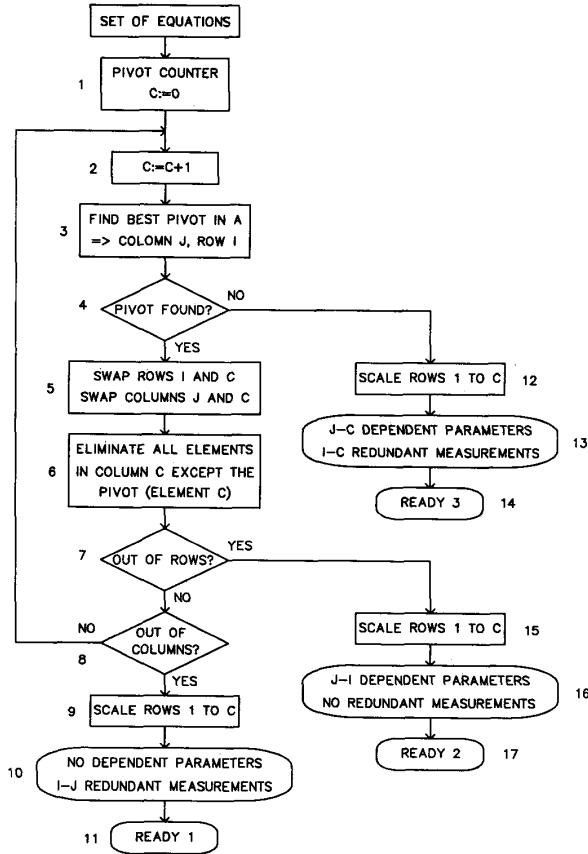 SET OF EQUATIONS
1
PIVOT COUNTER
C:=0
2
C:=C+1
3
FIND BEST PIVOT IN A
=> COLOMN J, ROW I
4
PIVOT FOUND?
NO
YES
5
SWAP ROWS I AND C
SWAP COLUMNS J AND C
SCALE ROWS 1 TO C
12
J-C DEPENDENT PARAMETERS
I-C REDUNDANT MEASUREMENTS
13
6
ELIMINATE ALL ELEMENTS
IN COLUMN C EXCEPT THE
PIVOT (ELEMENT C)
READY 3
14
7
OUT OF ROWS?
YES
NO
NO
8
OUT OF
COLUMNS?
YES
SCALE ROWS 1 TO C
15
J-I DEPENDENT PARAMETERS
NO REDUNDANT MEASUREMENTS
16
9
SCALE ROWS 1 TO C
READY 2
17
10
NO DEPENDENT PARAMETERS
I-J REDUNDANT MEASUREMENTS
11
READY 1